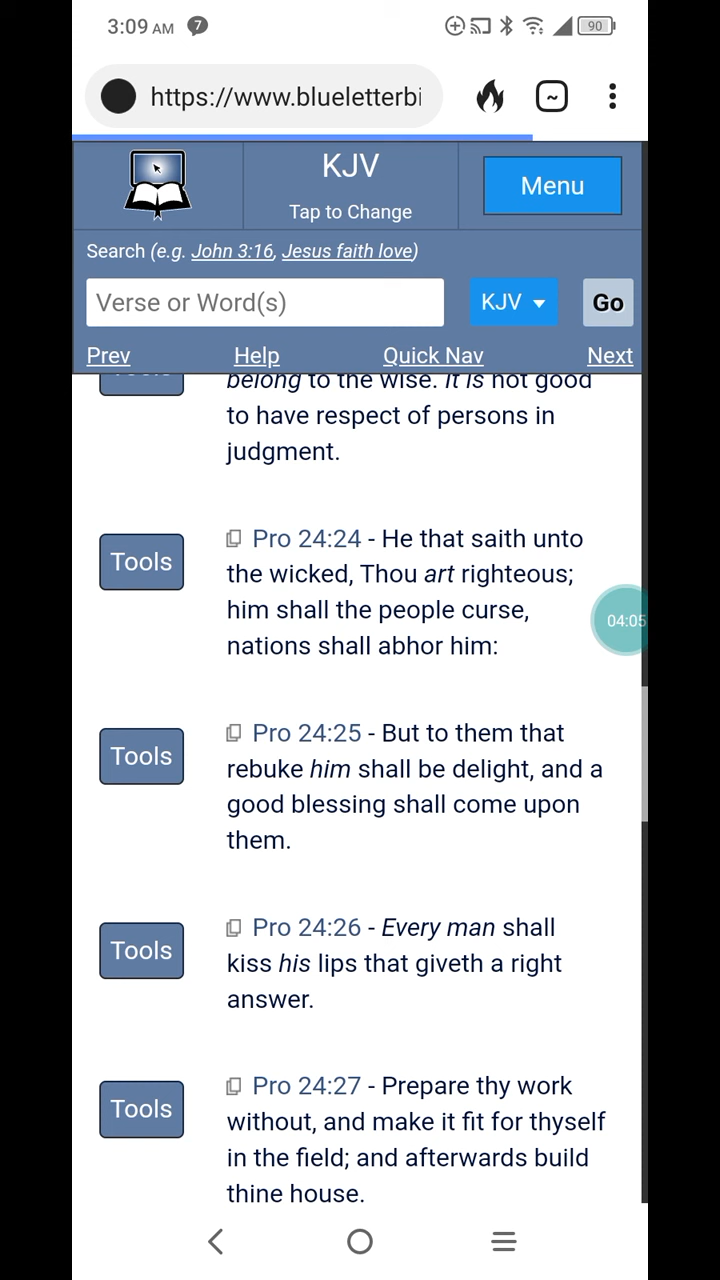 3:09 AM 7 90
https://www.blueletterbi
~
KJV
Tap to Change
Menu
Search (e.g. John 3:16, Jesus faith love)
Verse or Word(s)
KJV
Go
Prev Help Quick Nav Next
belong to the wise. It is not good
to have respect of persons in
judgment.
Tools
Pro 24:24 - He that saith unto
the wicked, Thou art righteous;
him shall the people curse,
nations shall abhor him:
04:05
Tools
Pro 24:25 - But to them that
rebuke him shall be delight, and a
good blessing shall come upon
them.
Tools
Pro 24:26 - Every man shall
kiss his lips that giveth a right
answer.
Tools
Pro 24:27 - Prepare thy work
without, and make it fit for thyself
in the field; and afterwards build
thine house.